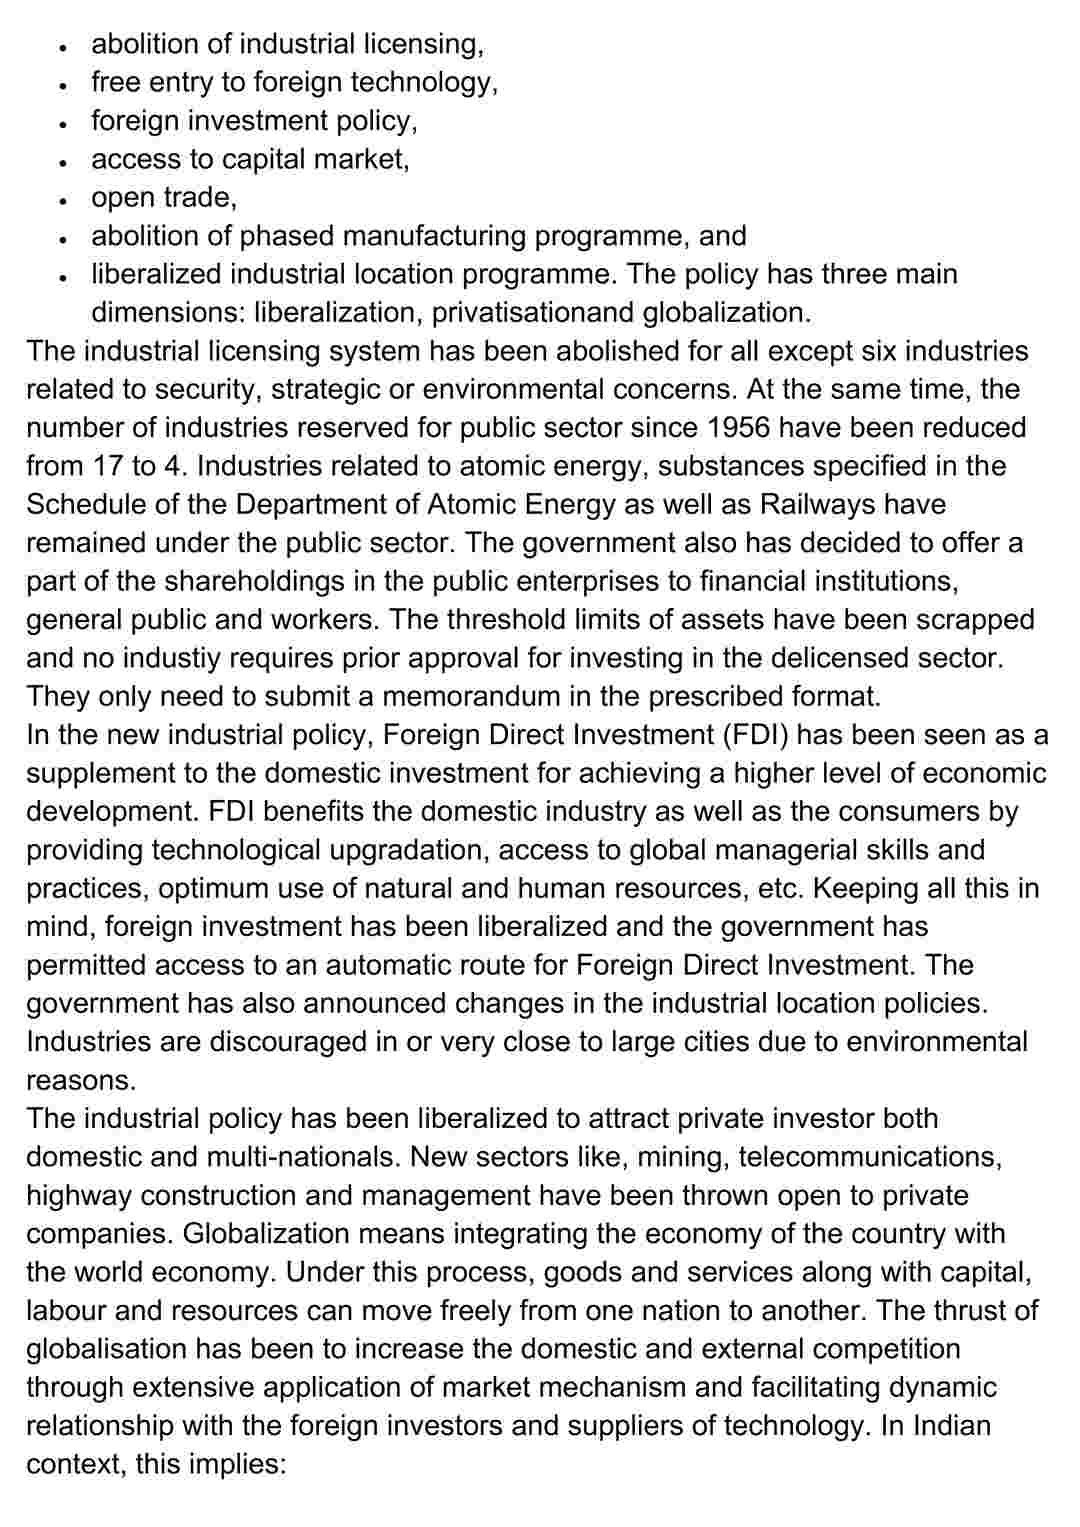 • abolition of industrial licensing,
• free entry to foreign technology,
• foreign investment policy,
• access to capital market,
• open trade,
• abolition of phased manufacturing programme, and
• liberalized industrial location programme. The policy has three main
dimensions: liberalization, privatisationand globalization.
The industrial licensing system has been abolished for all except six industries
related to security, strategic or environmental concerns. At the same time, the
number of industries reserved for public sector since 1956 have been reduced
from 17 to 4. Industries related to atomic energy, substances specified in the
Schedule of the Department of Atomic Energy as well as Railways have
remained under the public sector. The government also has decided to offer a
part of the shareholdings in the public enterprises to financial institutions,
general public and workers. The threshold limits of assets have been scrapped
and no industiy requires prior approval for investing in the delicensed sector.
They only need to submit a memorandum in the prescribed format.
In the new industrial policy, Foreign Direct Investment (FDI) has been seen as a
supplement to the domestic investment for achieving a higher level of economic
development. FDI benefits the domestic industry as well as the consumers by
providing technological upgradation, access to global managerial skills and
practices, optimum use of natural and human resources, etc. Keeping all this in
mind, foreign investment has been liberalized and the government has
permitted access to an automatic route for Foreign Direct Investment. The
government has also announced changes in the industrial location policies.
Industries are discouraged in or very close to large cities due to environmental
reasons.
The industrial policy has been liberalized to attract private investor both
domestic and multi-nationals. New sectors like, mining, telecommunications,
highway construction and management have been thrown open to private
companies. Globalization means integrating the economy of the country with
the world economy. Under this process, goods and services along with capital,
labour and resources can move freely from one nation to another. The thrust of
globalisation has been to increase the domestic and external competition
through extensive application of market mechanism and facilitating dynamic
relationship with the foreign investors and suppliers of technology. In Indian
context, this implies: